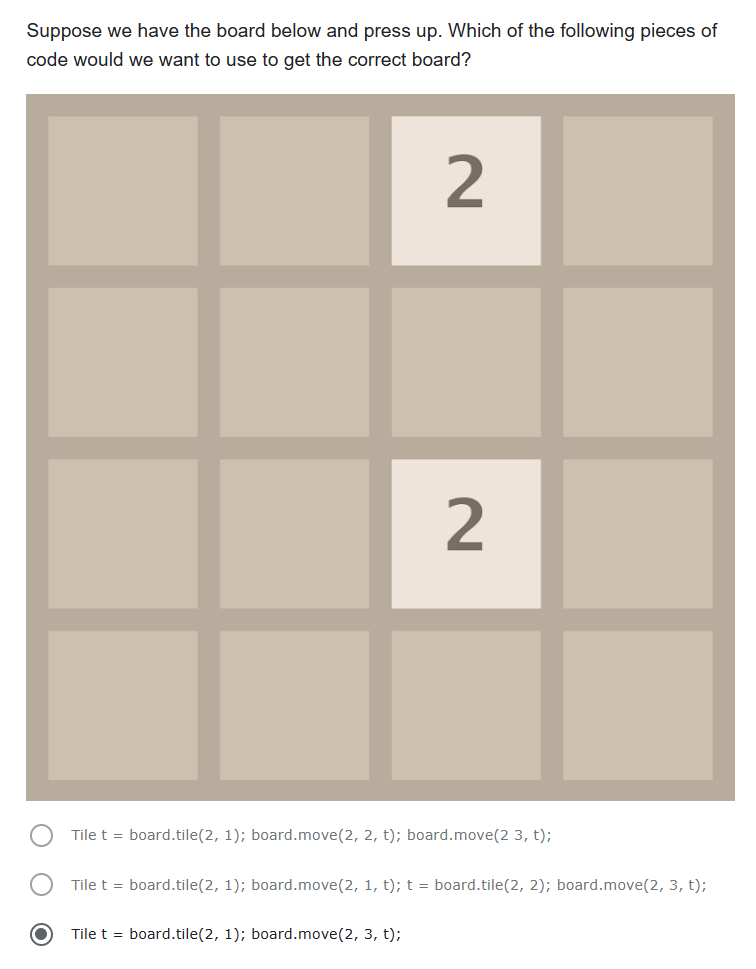 Suppose we have the board below and press up. Which of the following pieces of
code would we want to use to get the correct board?
2
2
Tile t = board.tile(2, 1); board.move(2, 2, t); board.move(2 3, t);
Tile t = board.tile(2, 1); board.move(2, 1, t); t = board.tile(2, 2); board.move(2, 3, t);
Tile t = board.tile(2, 1); board.move(2, 3, t);